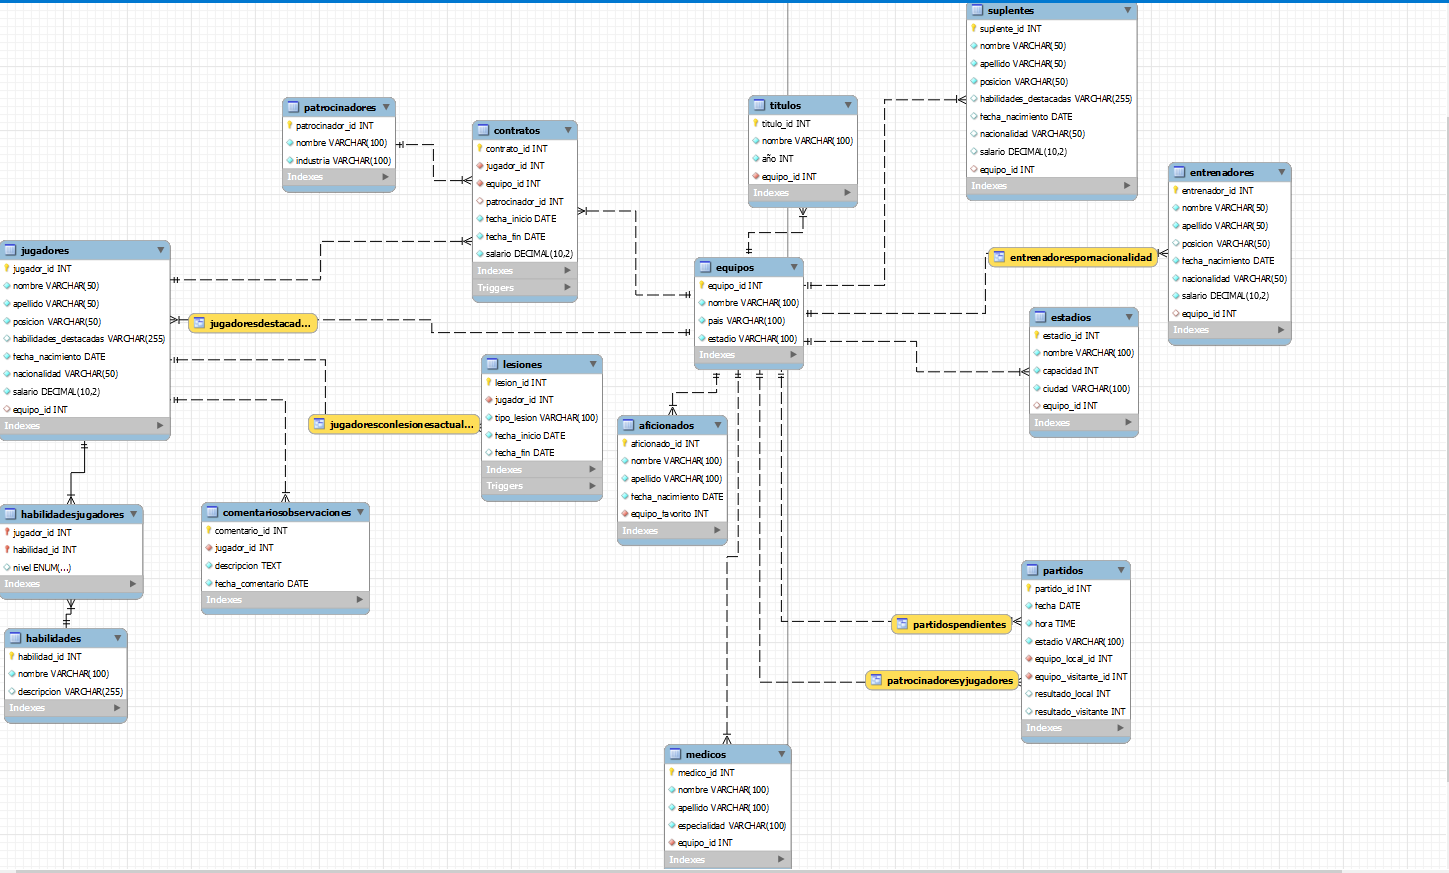 suplentes
suplente_id INT
nombre VARCHAR(50)
apellido VARCHAR(50)
posicion VARCHAR(50)
habilidades_destacadas VARCHAR(255)
fecha_nacimiento DATE
nacionalidad VARCHAR(50)
salario DECIMAL(10,2)
equipo_id INT
Indexes
patrocinadores
patrocinador_id INT
nombre VARCHAR(100)
industria VARCHAR(100)
Indexes
contratos
contrato_id INT
jugador_id INT
equipo_id INT
patrocinador_id INT
fecha_inicio DATE
fecha_fin DATE
salario DECIMAL(10,2)
Indexes
Triggers
titulos
titulo_id INT
nombre VARCHAR(100)
año INT
equipo_id INT
Indexes
entrenadores
entrenador_id INT
nombre VARCHAR(50)
apellido VARCHAR(50)
posicion VARCHAR(50)
fecha_nacimiento DATE
nacionalidad VARCHAR(50)
salario DECIMAL(10,2)
equipo_id INT
Indexes
jugadores
jugador_id INT
nombre VARCHAR(50)
apellido VARCHAR(50)
posicion VARCHAR(50)
habilidades_destacadas VARCHAR(255)
fecha_nacimiento DATE
nacionalidad VARCHAR(50)
salario DECIMAL(10,2)
equipo_id INT
Indexes
jugadoresdestacad...
equipos
equipo_id INT
nombre VARCHAR(100)
pais VARCHAR(100)
estadio VARCHAR(100)
Indexes
entrenadorespornacionalidad
estadios
estadio_id INT
nombre VARCHAR(100)
capacidad INT
ciudad VARCHAR(100)
equipo_id INT
Indexes
lesiones
lesion_id INT
jugador_id INT
tipo_lesion VARCHAR(100)
fecha_inicio DATE
fecha_fin DATE
Indexes
Triggers
jugadoresconlesionesactual...
aficionados
aficionado_id INT
nombre VARCHAR(100)
apellido VARCHAR(100)
fecha_nacimiento DATE
equipo_favorito INT
Indexes
habilidadesjugadores
jugador_id INT
habilidad_id INT
nivel ENUM(...)
Indexes
comentariosobservaciones
comentario_id INT
jugador_id INT
descripcion TEXT
fecha_comentario DATE
Indexes
habilidades
habilidad_id INT
nombre VARCHAR(100)
descripcion VARCHAR(255)
Indexes
partidos
partido_id INT
fecha DATE
hora TIME
estadio VARCHAR(100)
equipo_local_id INT
equipo_visitante_id INT
resultado_local INT
resultado_visitante INT
Indexes
partidospendientes
patrocinadoresyjugadores
medicos
medico_id INT
nombre VARCHAR(100)
apellido VARCHAR(100)
especialidad VARCHAR(100)
equipo_id INT
Indexes